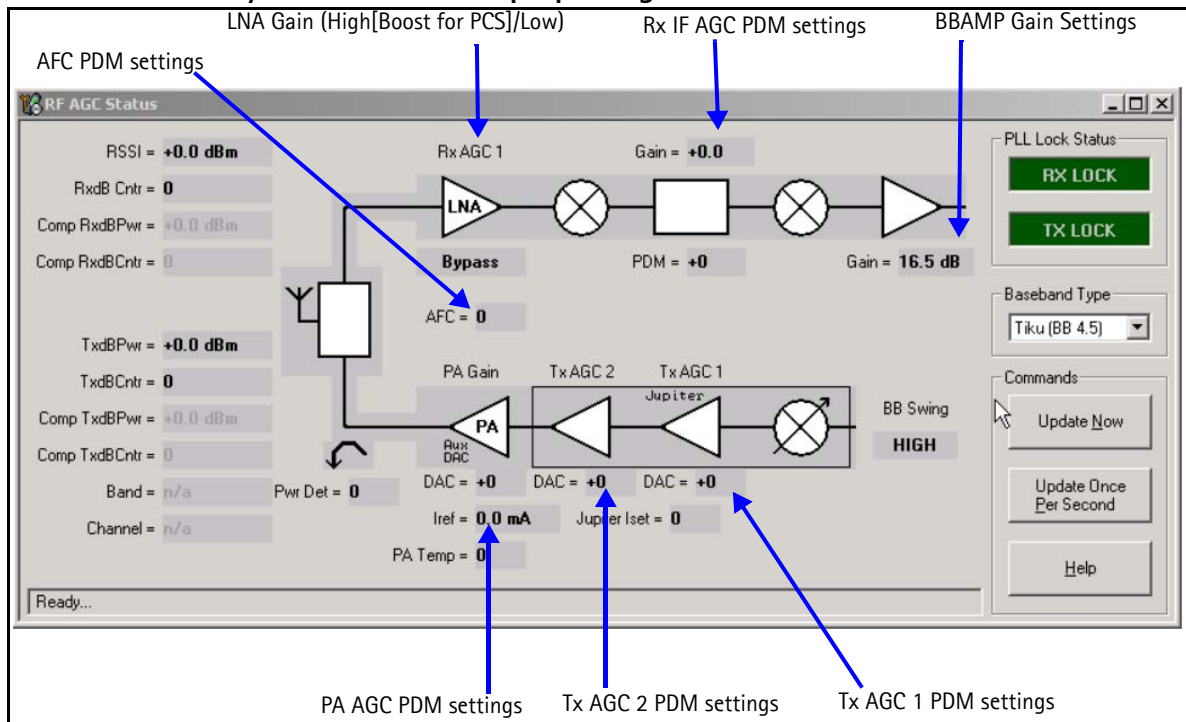 LNA Gain (High[Boost for PCS]/Low)
Rx IF AGC PDM settings
BBAMP Gain Settings
AFC PDM settings
RF AGC Status
RSSI = +0.0 dBm
RxdB Cntr = 0
Comp RxdBPwr = +0.0 dBm
Comp RxdBCntr = 0
TxdBPwr = +0.0 dBm
TxdBCntr = 0
Comp TxdBPwr = +0.0 dBm
Comp TxdBCntr = 0
Band = n/a
Channel = n/a
Rx AGC 1
Gain = +0.0
LNA
Bypass
PDM = +0
Gain = 16.5 dB
AFC = 0
PA Gain
Tx AGC 2
Tx AGC 1
Jupiter
BB Swing
HIGH
PA
Aux
DAC
Pwr Det = 0
DAC = +0
DAC = +0
DAC = +0
Iref = 0.0 mA
Jupiter Iset = 0
PA Temp = 0
PLL Lock Status
RX LOCK
TX LOCK
Baseband Type
Tiku (BB 4.5)
Commands
Update Now
Update Once
Per Second
Help
Ready...
PA AGC PDM settings
Tx AGC 2 PDM settings
Tx AGC 1 PDM settings